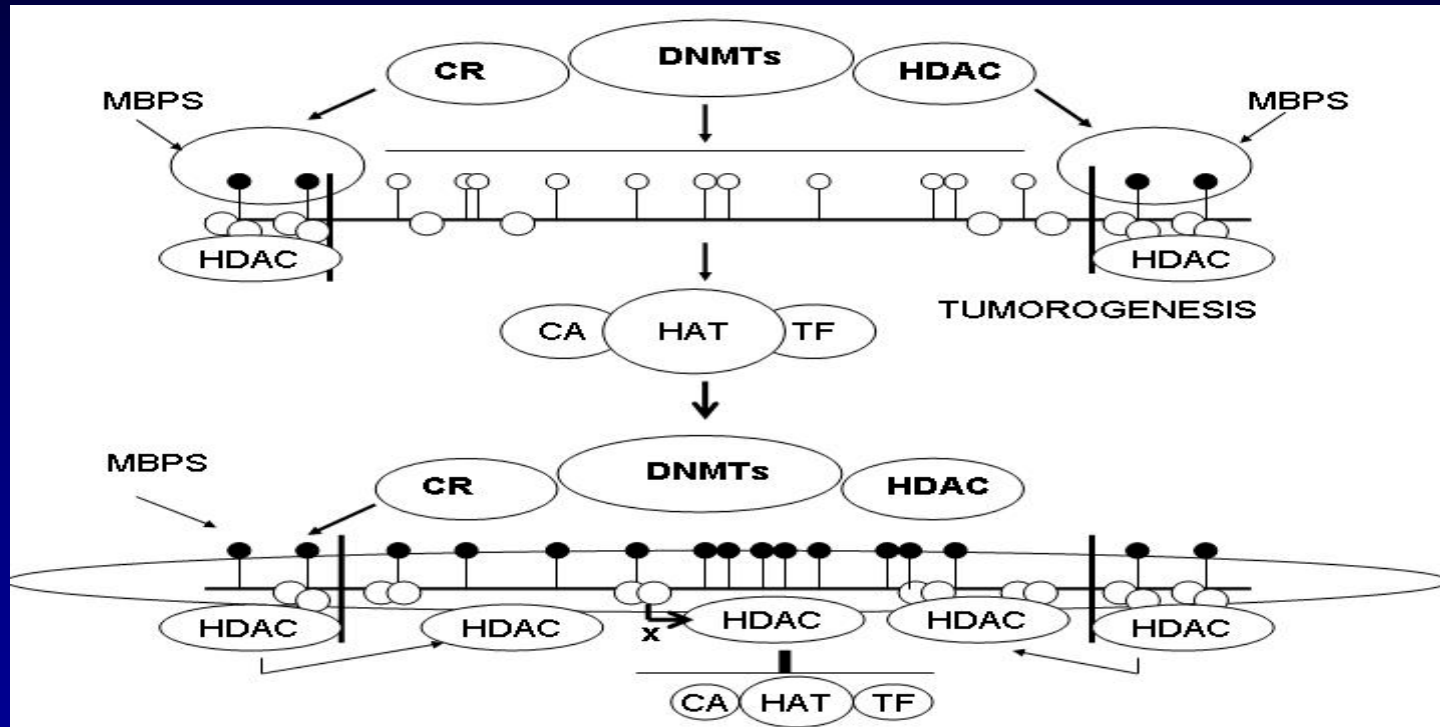 DNMTs
CR
HDAC
MBPS
MBPS
HDAC
HDAC
TUMOROGENESIS
CA
HAT
TF
MBPS
DNMTs
CR
HDAC
HDAC
HDAC
HDAC
HDAC
HDAC
x
CA
HAT
TF